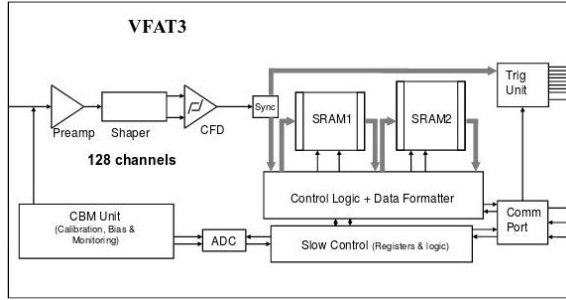 VFAT3
Preamp
Shaper
CFD
Sync
SRAM1
SRAM2
Trig
Unit
128 channels
Control Logic + Data Formatter
CBM Unit
(Calibration, Bias &
Monitoring)
ADC
Slow Control (Registers & logic)
Comm
Port